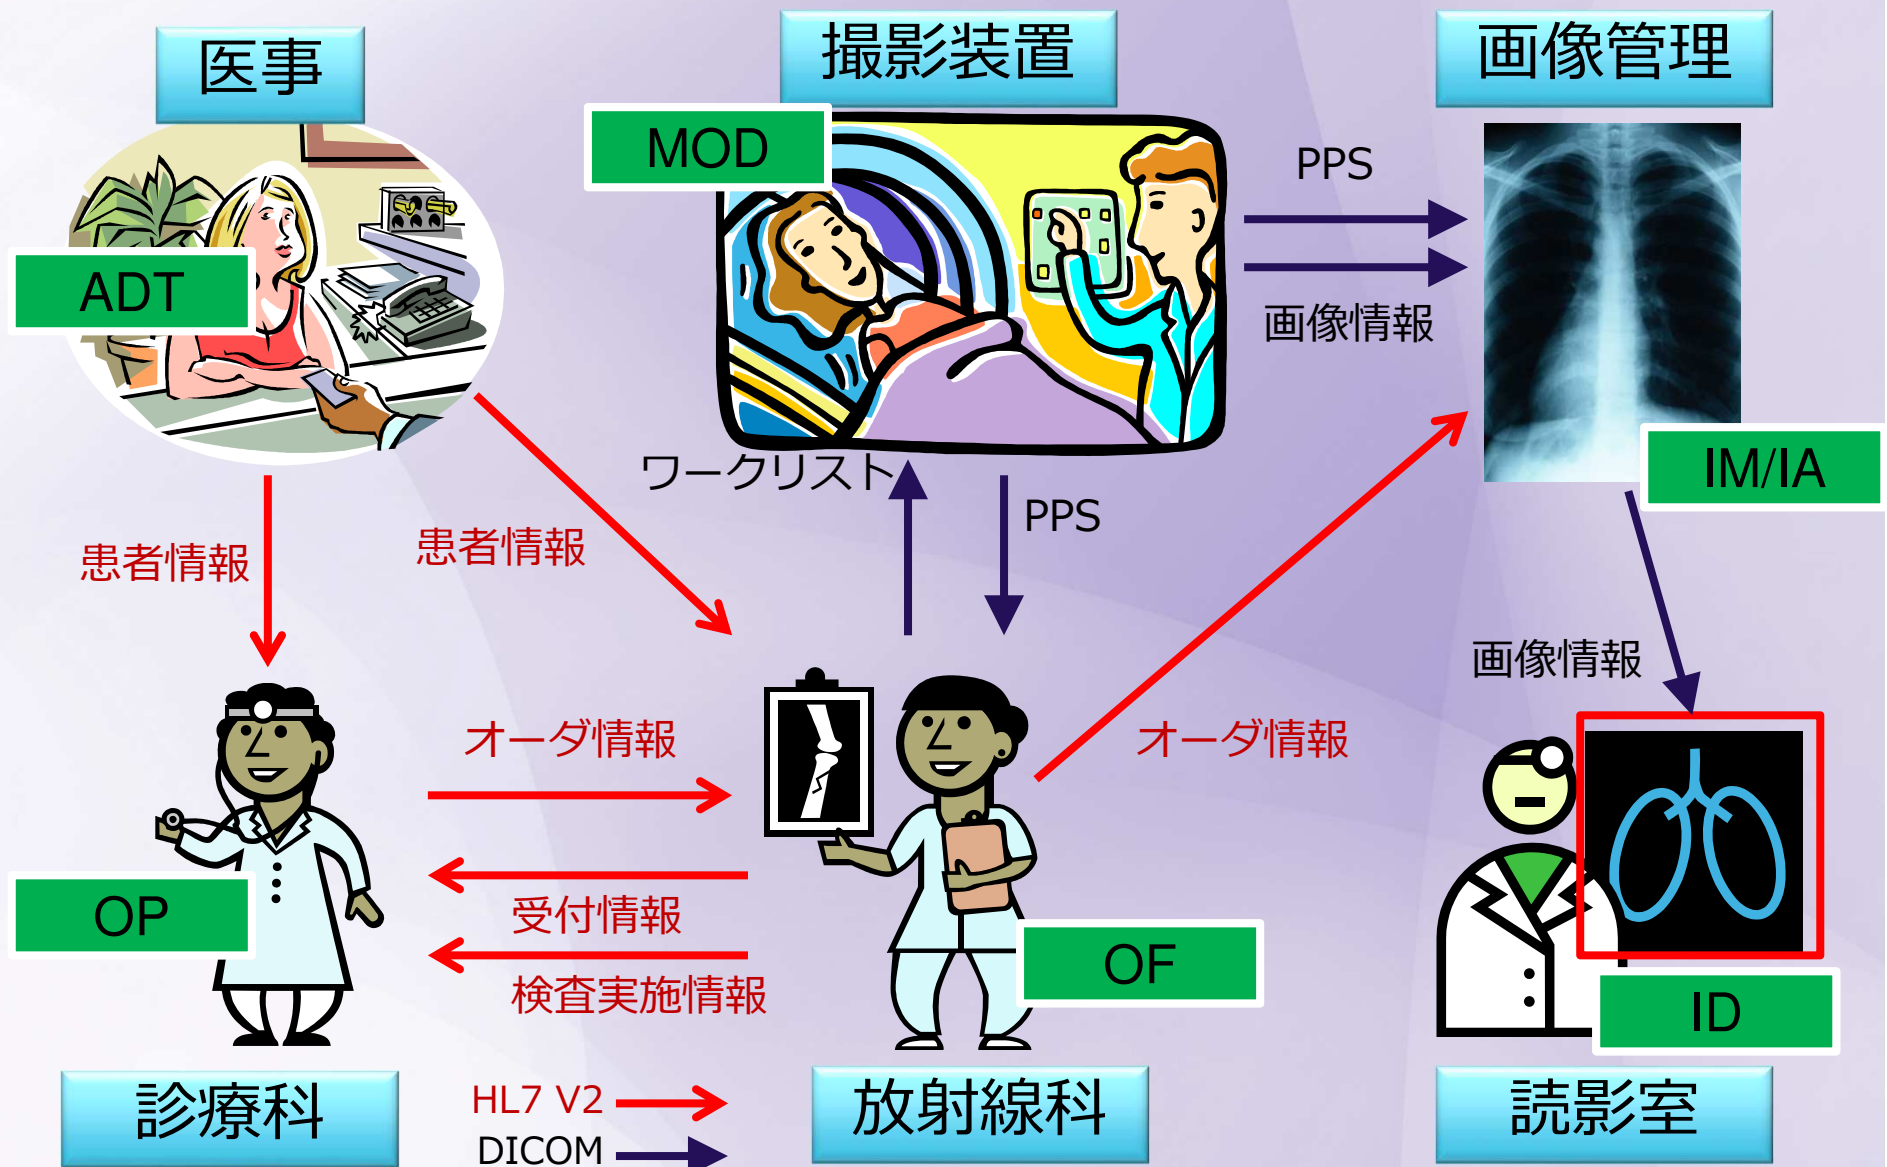 医事
撮影装置
画像管理
MOD
PPS
ADT
画像情報
ワークリスト
IM/IA
PPS
患者情報
患者情報
画像情報
オーダ情報
オーダ情報
OP
受付情報
OF
検査実施情報
ID
診療科
HL7 V2
放射線科
読影室
DICOM